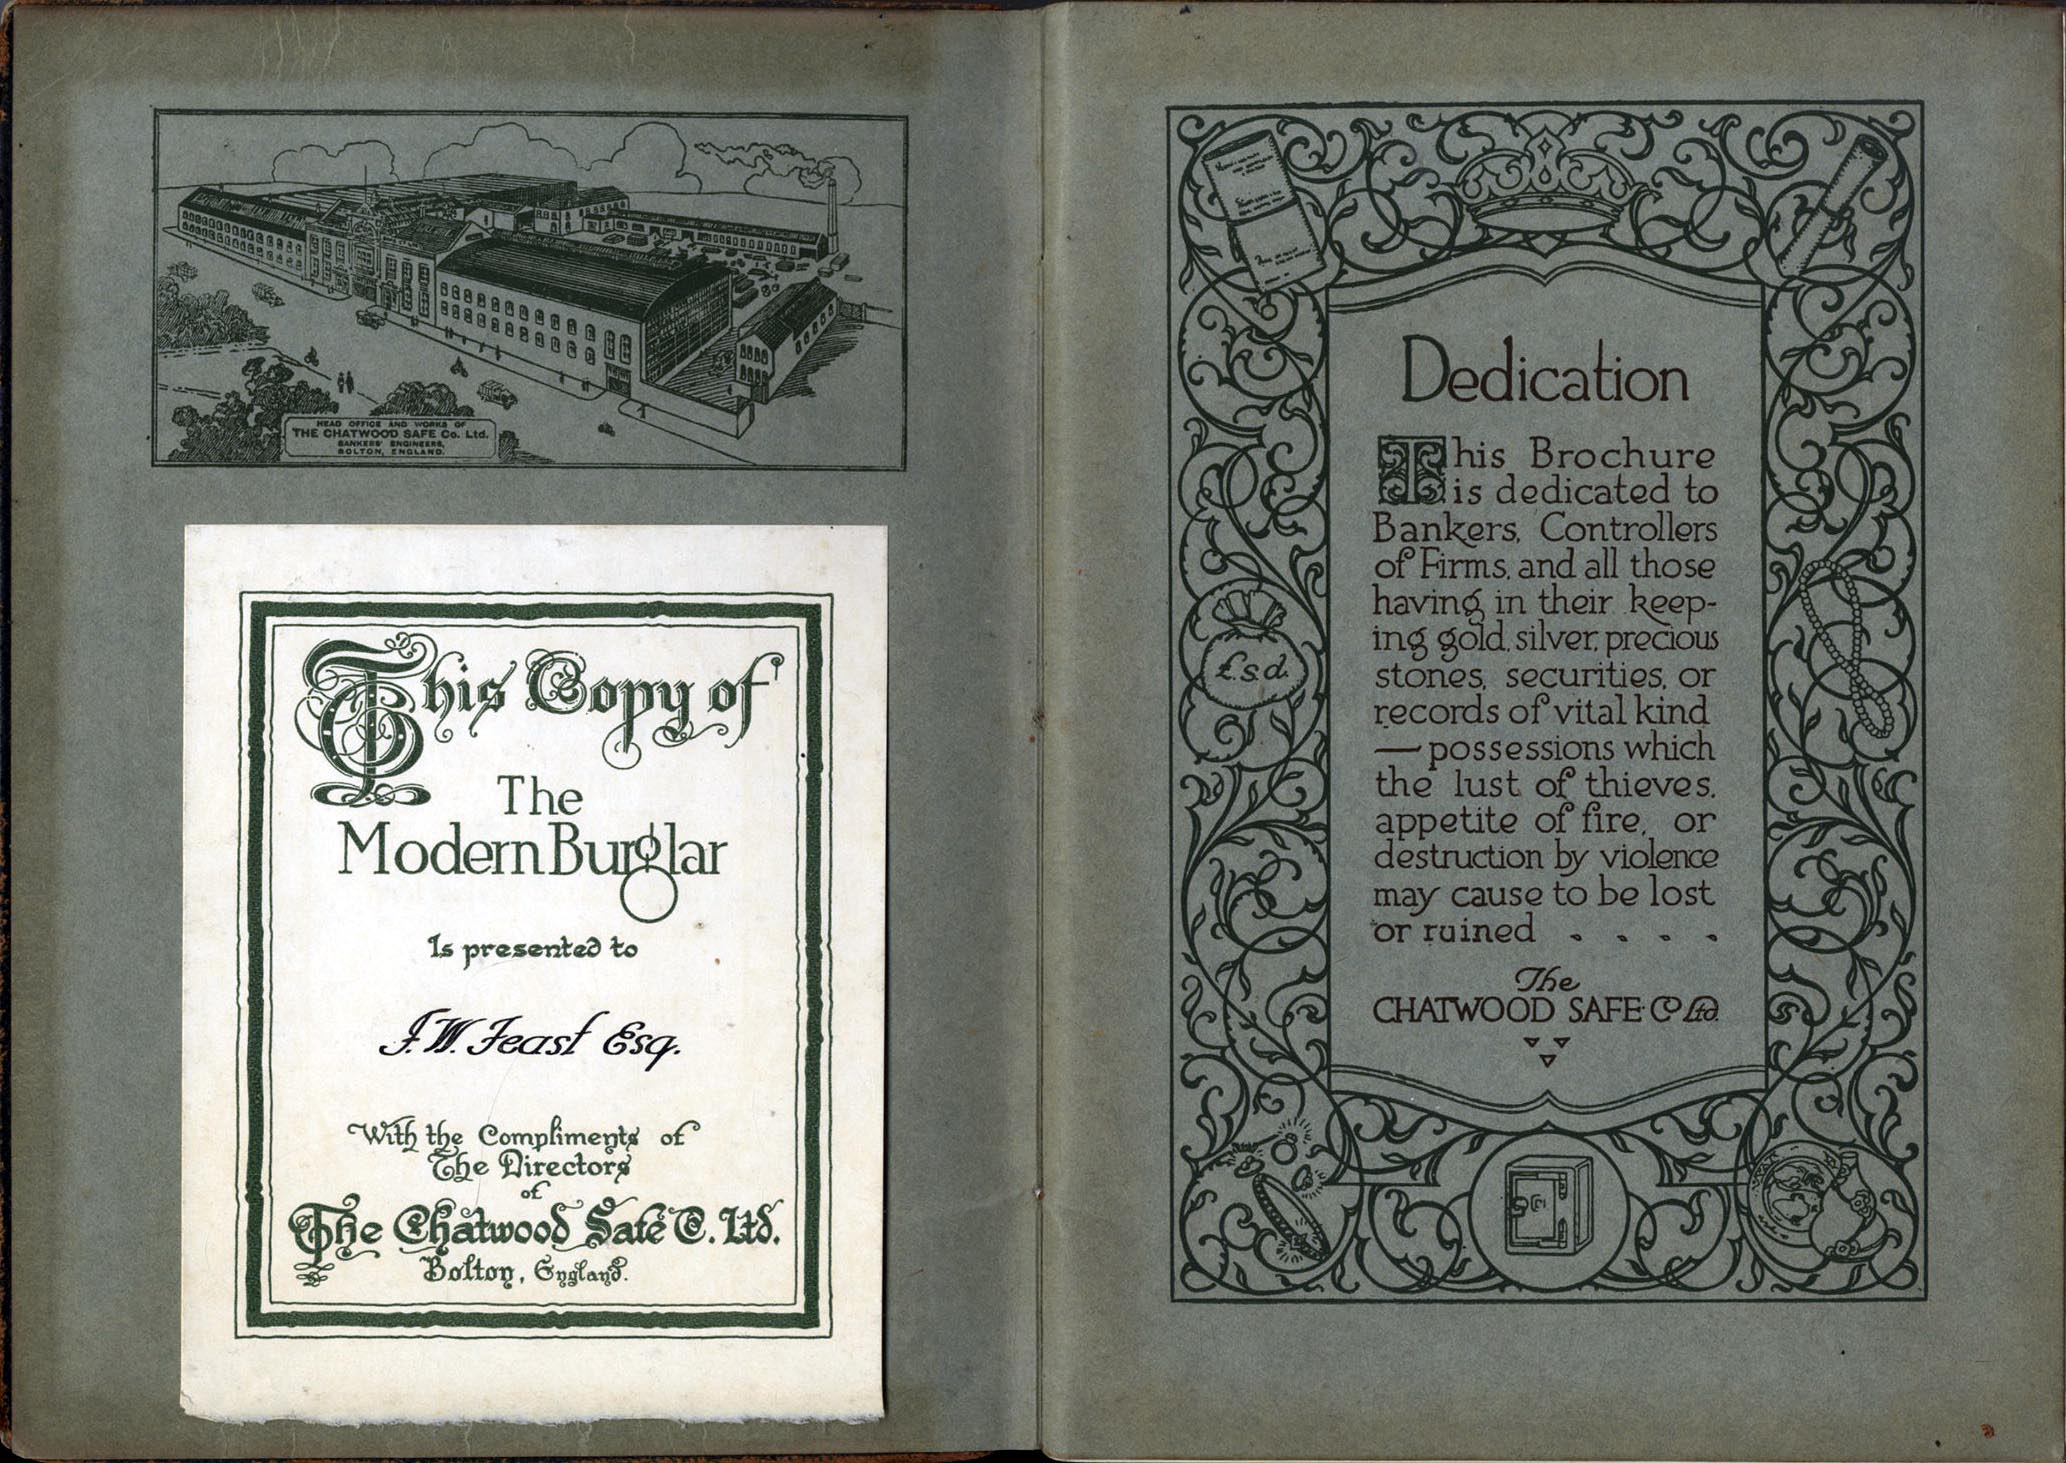 HEAD OFFICE AND WORKS OF
THE CHATWOOD SAFE Co. Ltd.
BANKERS' ENGINEERS,
BOLTON, ENGLAND.
This Copy of
The
Modern Burglar
Is presented to
J. W. Feast Esq.
With the Compliments of
The Directors
of
The Chatwood Safe Co. Ltd.
Bolton, England.
Dedication
This Brochure
is dedicated to
Bankers, Controllers
of Firms, and all those
having in their keep-
ing gold, silver, precious
stones, securities, or
records of vital kind
— possessions which
the lust of thieves,
appetite of fire, or
destruction by violence
may cause to be lost
or ruined . . . .
The
CHATWOOD SAFE Co Ltd.
£.s.d.